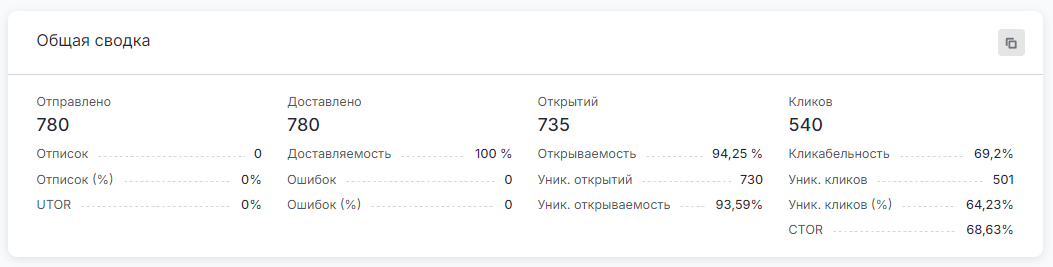 Общая сводка
Отправлено
780
Отписок 0
Отписок (%) 0%
UTOR 0%
Доставлено
780
Доставляемость 100 %
Ошибок 0
Ошибок (%) 0
Открытий
735
Открываемость 94,25 %
Уник. открытий 730
Уник. открываемость 93,59%
Кликов
540
Кликабельность 69,2%
Уник. кликов 501
Уник. кликов (%) 64,23%
CTOR 68,63%